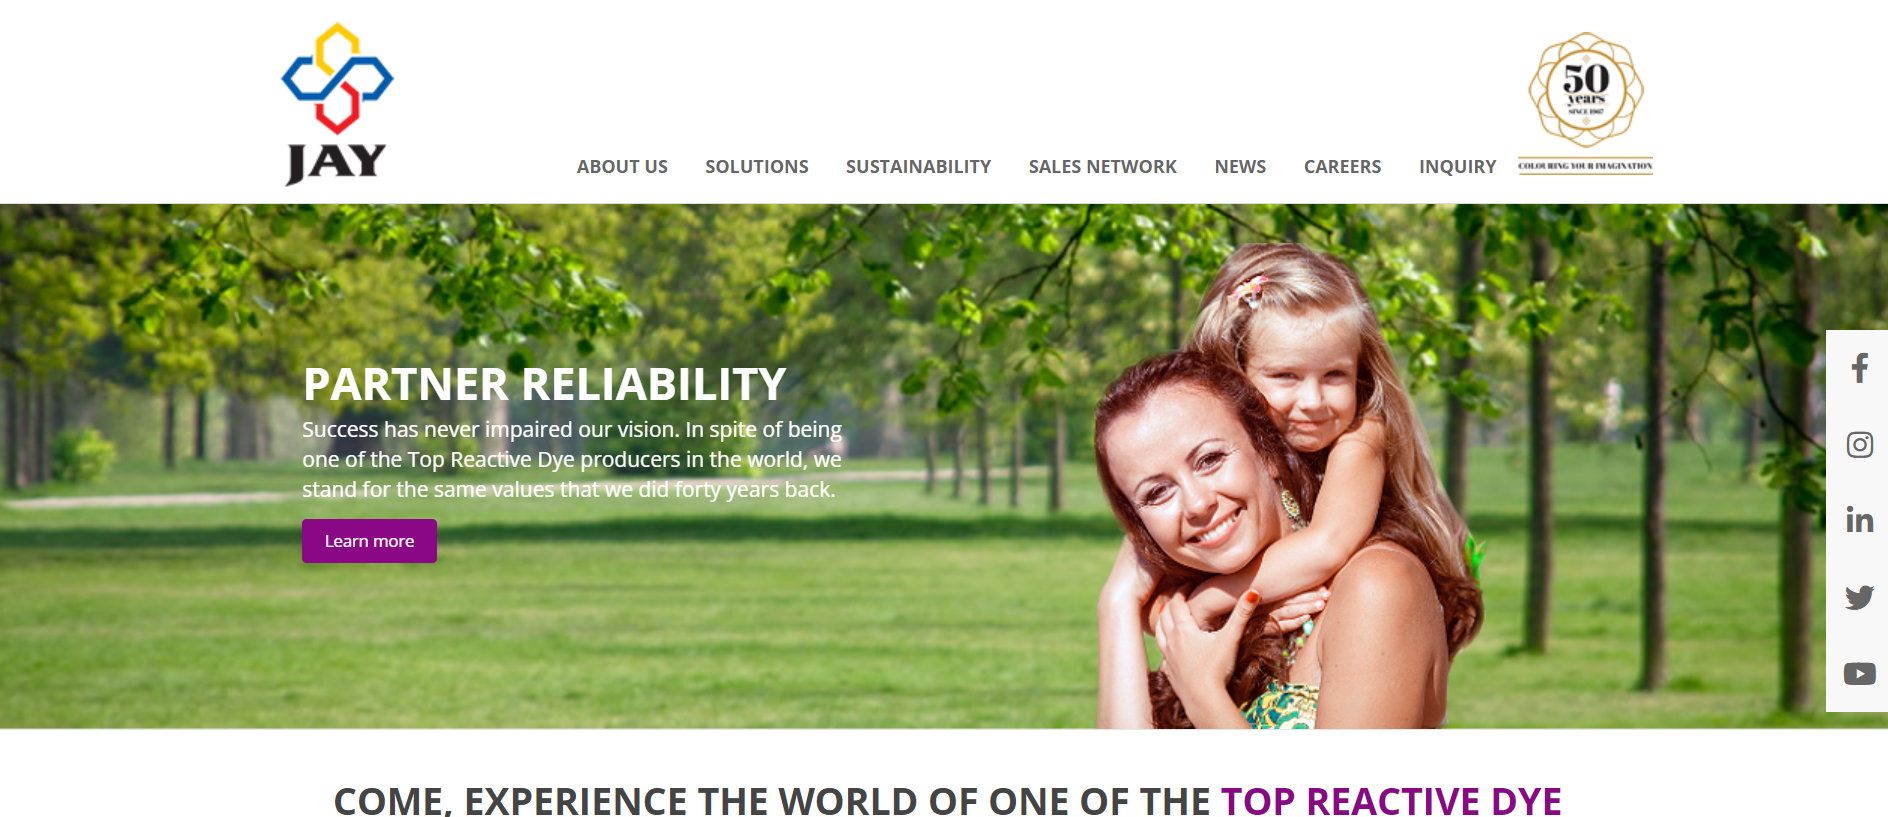 JAY
50
years
SINCE 1967
COLOURING YOUR IMAGINATION
ABOUT US
SOLUTIONS
SUSTAINABILITY
SALES NETWORK
NEWS
CAREERS
INQUIRY
PARTNER RELIABILITY
Success has never impaired our vision. In spite of being
one of the Top Reactive Dye producers in the world, we
stand for the same values that we did forty years back.
Learn more
COME, EXPERIENCE THE WORLD OF ONE OF THE TOP REACTIVE DYE